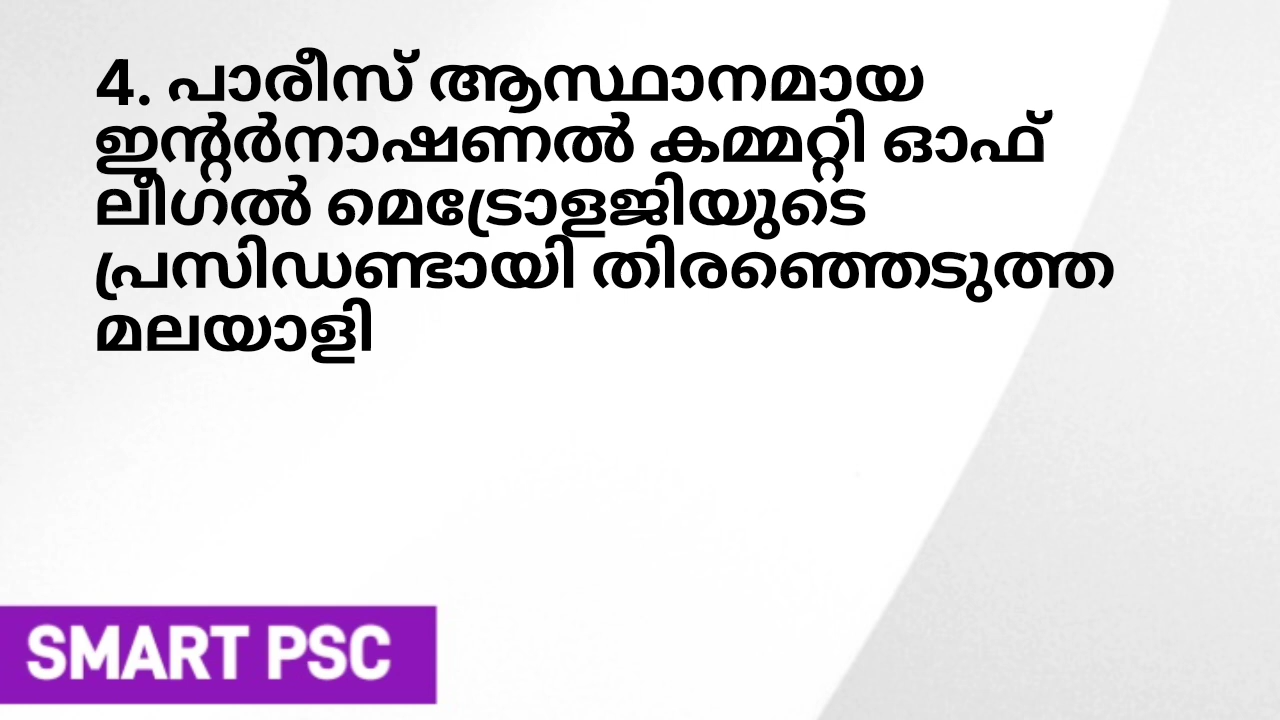 4. പാരീസ് ആസ്ഥാനമായ
ഇന്റർനാഷണൽ കമ്മറ്റി ഓഫ്
ലീഗൽ മെട്രോളജിയുടെ
പ്രസിഡണ്ടായി തിരഞ്ഞെടുത്ത
മലയാളി
SMART PSC